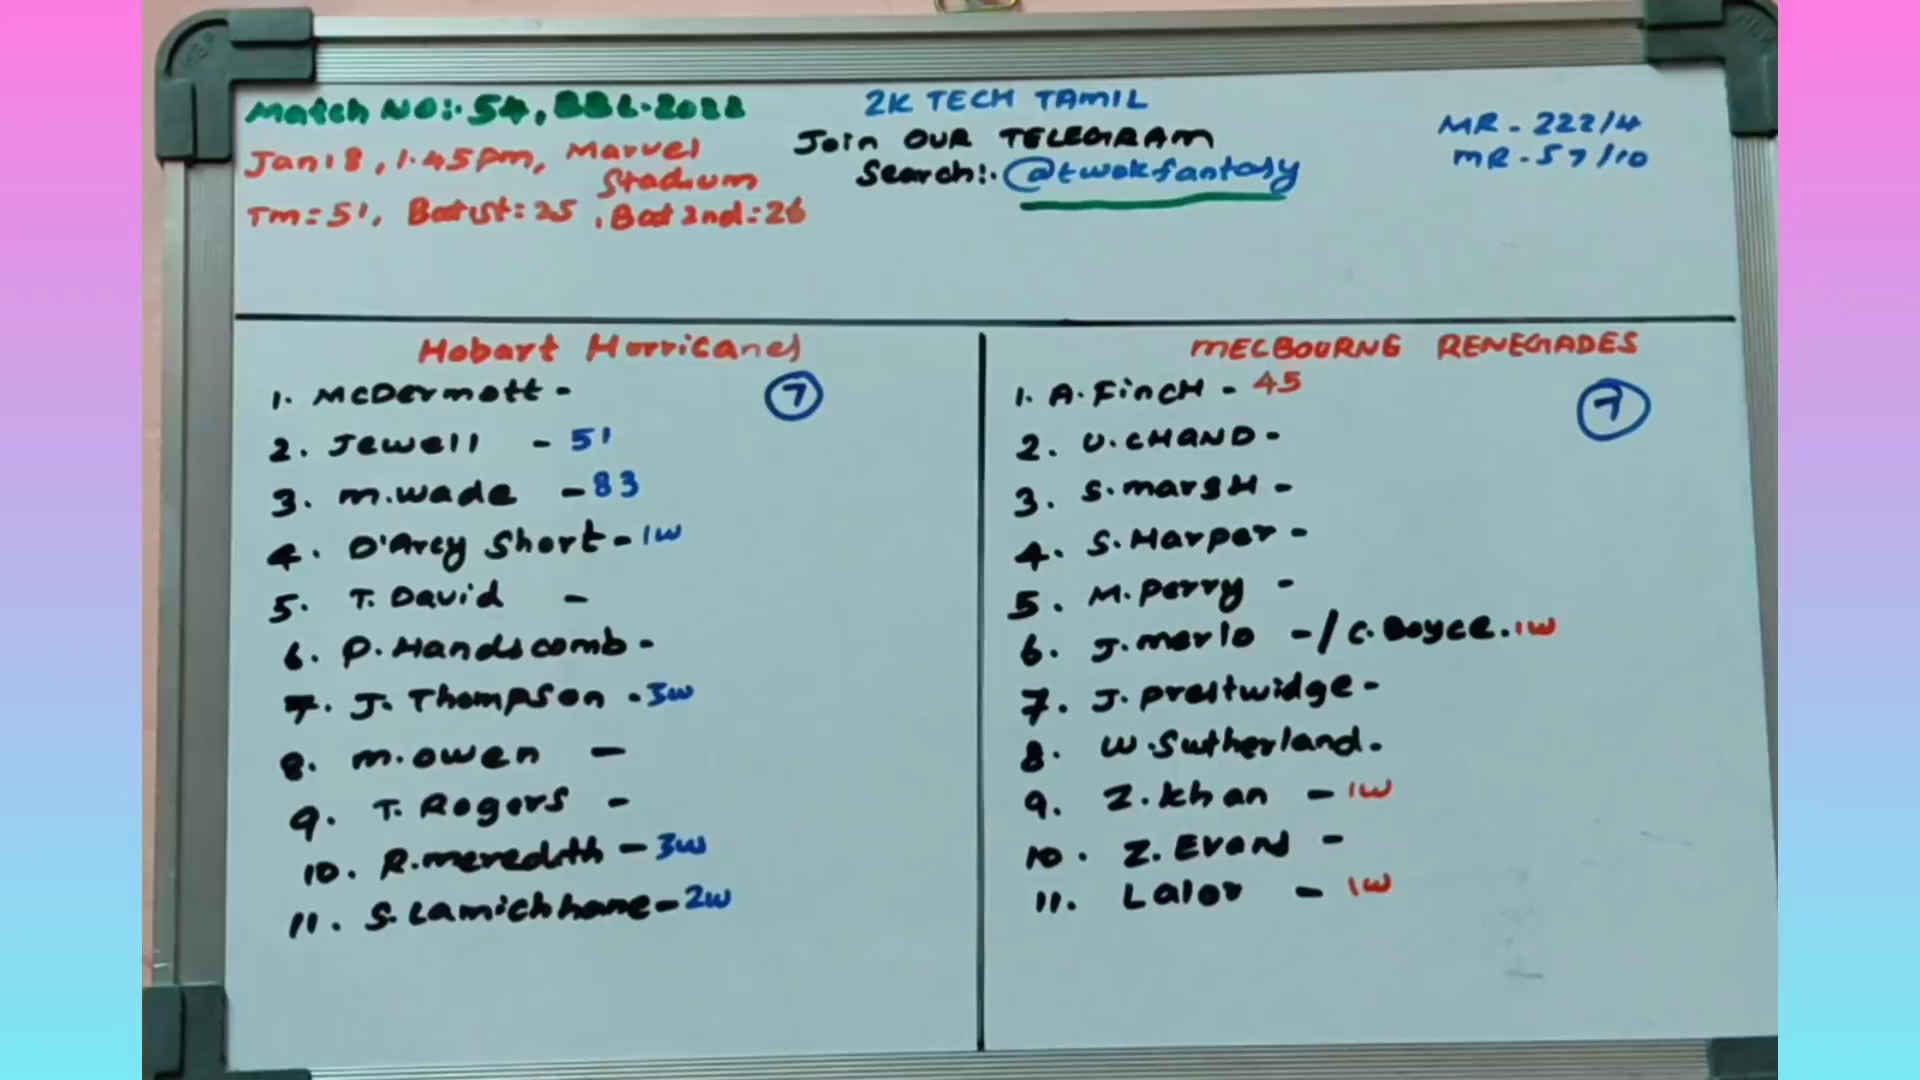 Match NO:- 54, BBL-2022
Jan 18, 1.45pm, Marvel
Stadium
Tm=51, Bat 1st:25, Bat 2nd:26
2K TECH TAMIL
Join OUR TELEGRAM
Search:- @twokfantasy
MR - 222/4
MR - 57/10
Hobart Hurricanes
7
1. McDermott -
2. Jewell - 51
3. M.wade - 83
4. D'Arcy Short - 1w
5. T. David -
6. P. Handscomb -
7. J. Thompson - 3w
8. M. owen -
9. T. Rogers -
10. R.meredith - 3w
11. S. Lamichhane - 2w
MELBOURNE RENEGADES
7
1. A. FincH - 45
2. U. CHAND -
3. S. marsH -
4. S. Harper -
5. M. Perry -
6. J. merlo - / C. Boyce. 1w
7. J. prestwidge -
8. W. Sutherland.
9. Z. khan - 1w
10. Z. Evans -
11. Lalor - 1w